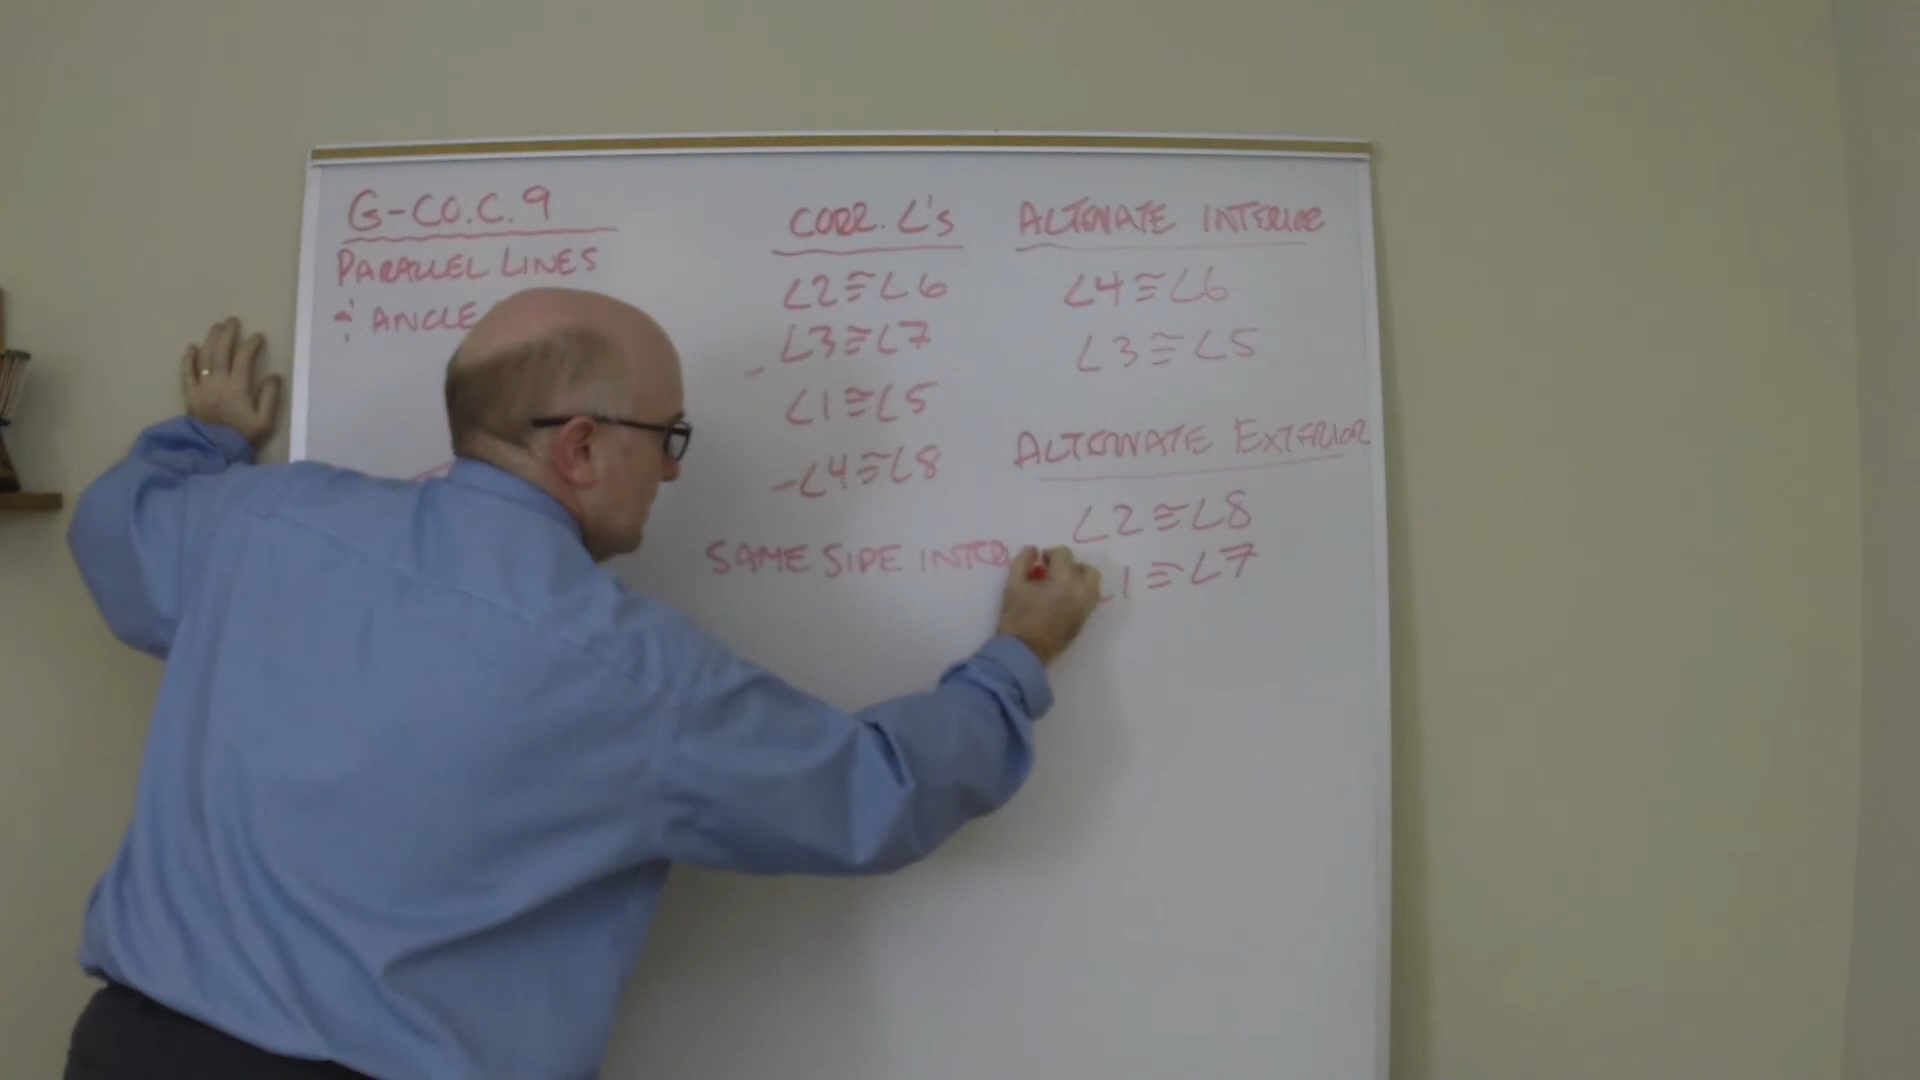 G-CO.C.9
PARALLEL LINES
& ANGLE
CORR. ∠'s
∠2≅∠6
∠3≅∠7
∠1≅∠5
∠4≅∠8
SAME SIDE INTER
ALTERNATE INTERIOR
∠4≅∠6
∠3≅∠5
ALTERNATE EXTERIOR
∠2≅∠8
∠1≅∠7